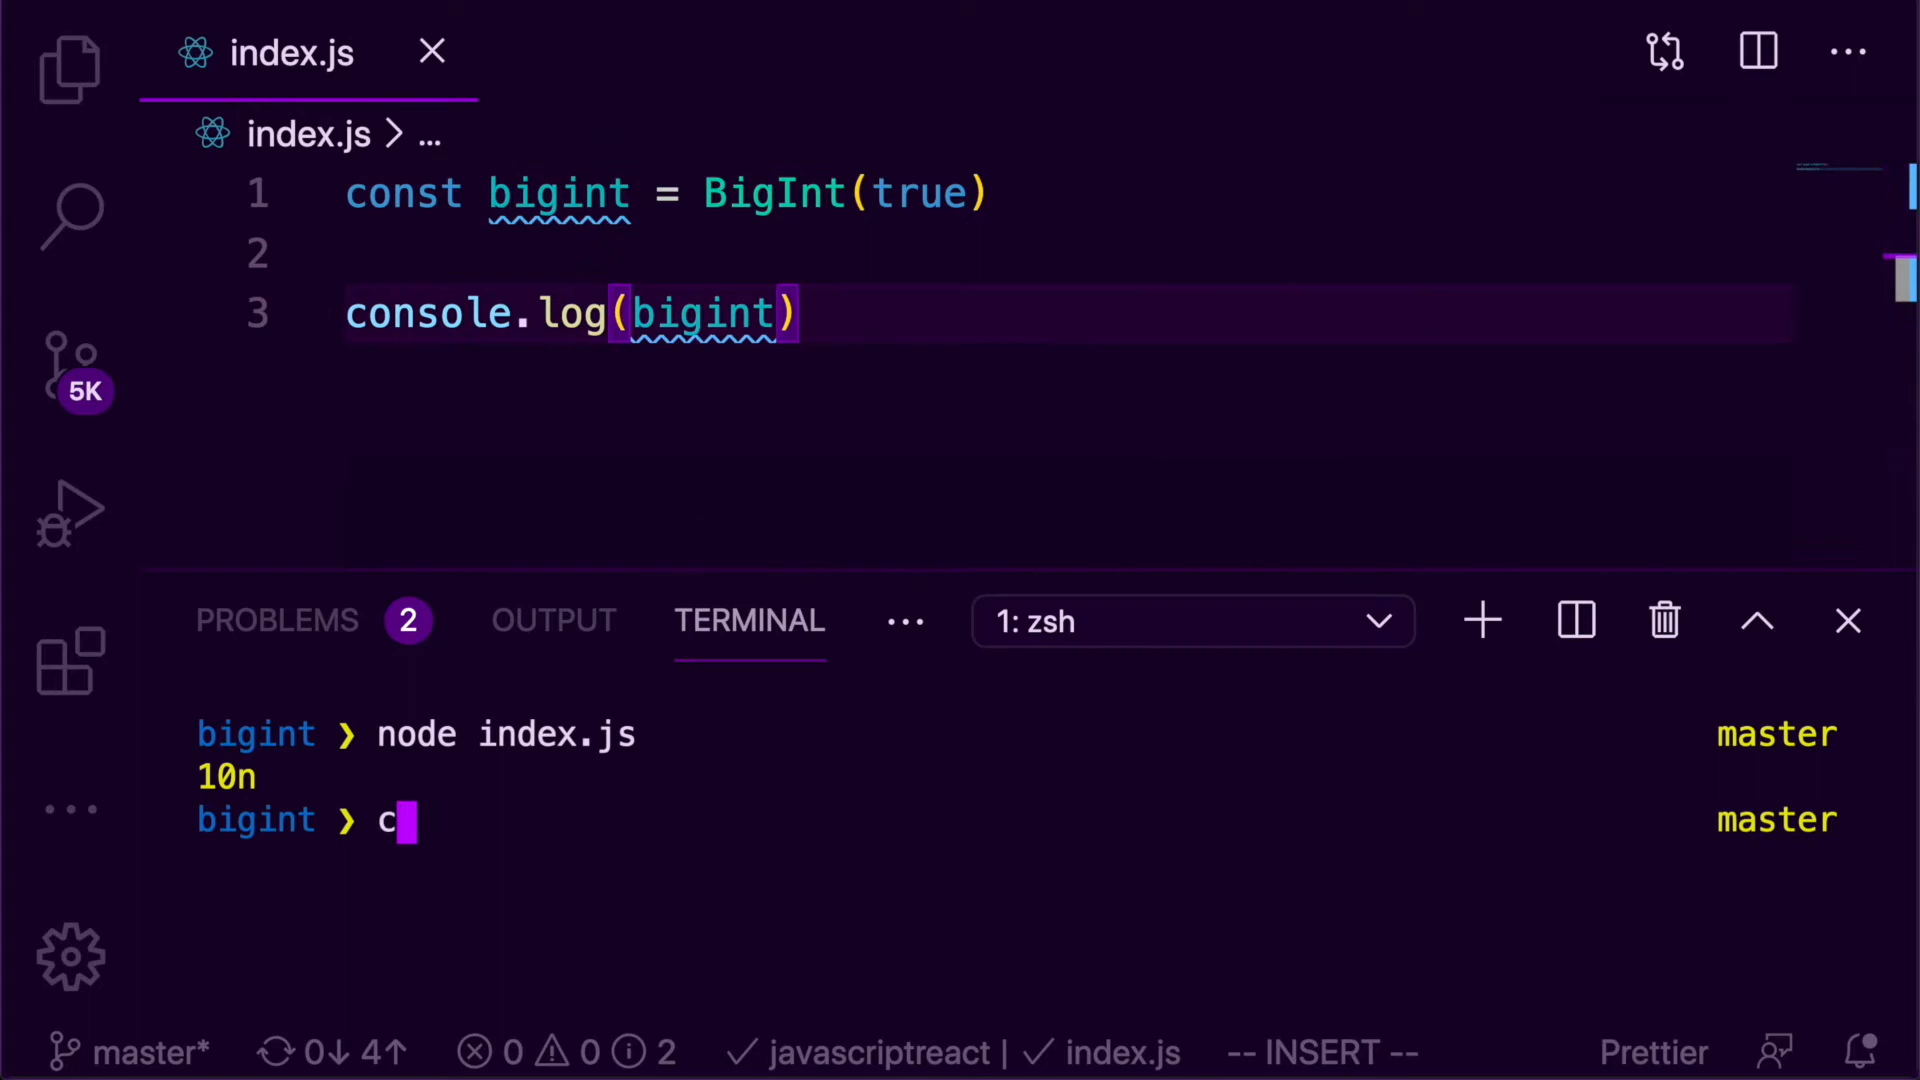 index.js
index.js > ...
1 const bigint = BigInt(true)
2
3 console.log(bigint)
5K
PROBLEMS 2 OUTPUT TERMINAL ... 1: zsh
bigint ❯ node index.js master
10n
bigint ❯ c master
master* 0↓ 4↑ 0 0 2 ✓ javascriptreact | ✓ index.js -- INSERT -- Prettier